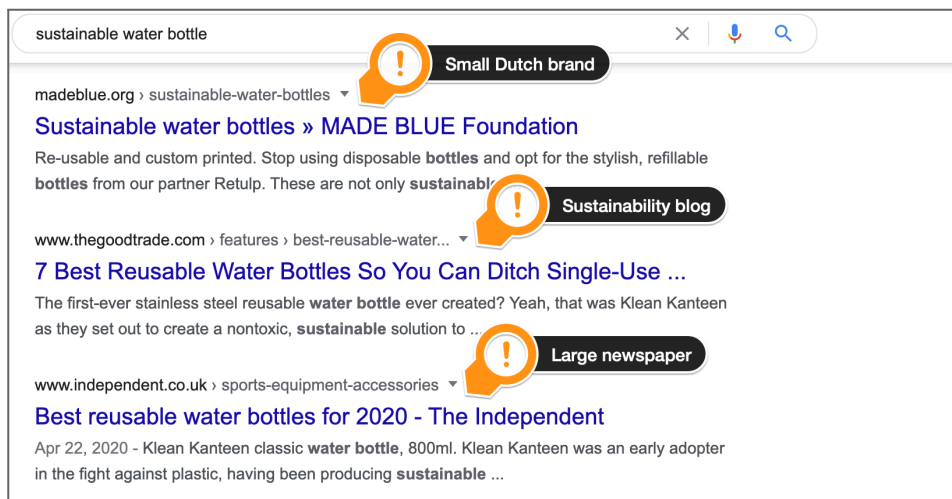 sustainable water bottle
Small Dutch brand
madeblue.org › sustainable-water-bottles
Sustainable water bottles » MADE BLUE Foundation
Re-usable and custom printed. Stop using disposable bottles and opt for the stylish, refillable
bottles from our partner Retulp. These are not only sustainable
Sustainability blog
www.thegoodtrade.com › features › best-reusable-water...
7 Best Reusable Water Bottles So You Can Ditch Single-Use ...
The first-ever stainless steel reusable water bottle ever created? Yeah, that was Klean Kanteen
as they set out to create a nontoxic, sustainable solution to ...
Large newspaper
www.independent.co.uk › sports-equipment-accessories
Best reusable water bottles for 2020 - The Independent
Apr 22, 2020 - Klean Kanteen classic water bottle, 800ml. Klean Kanteen was an early adopter
in the fight against plastic, having been producing sustainable ...